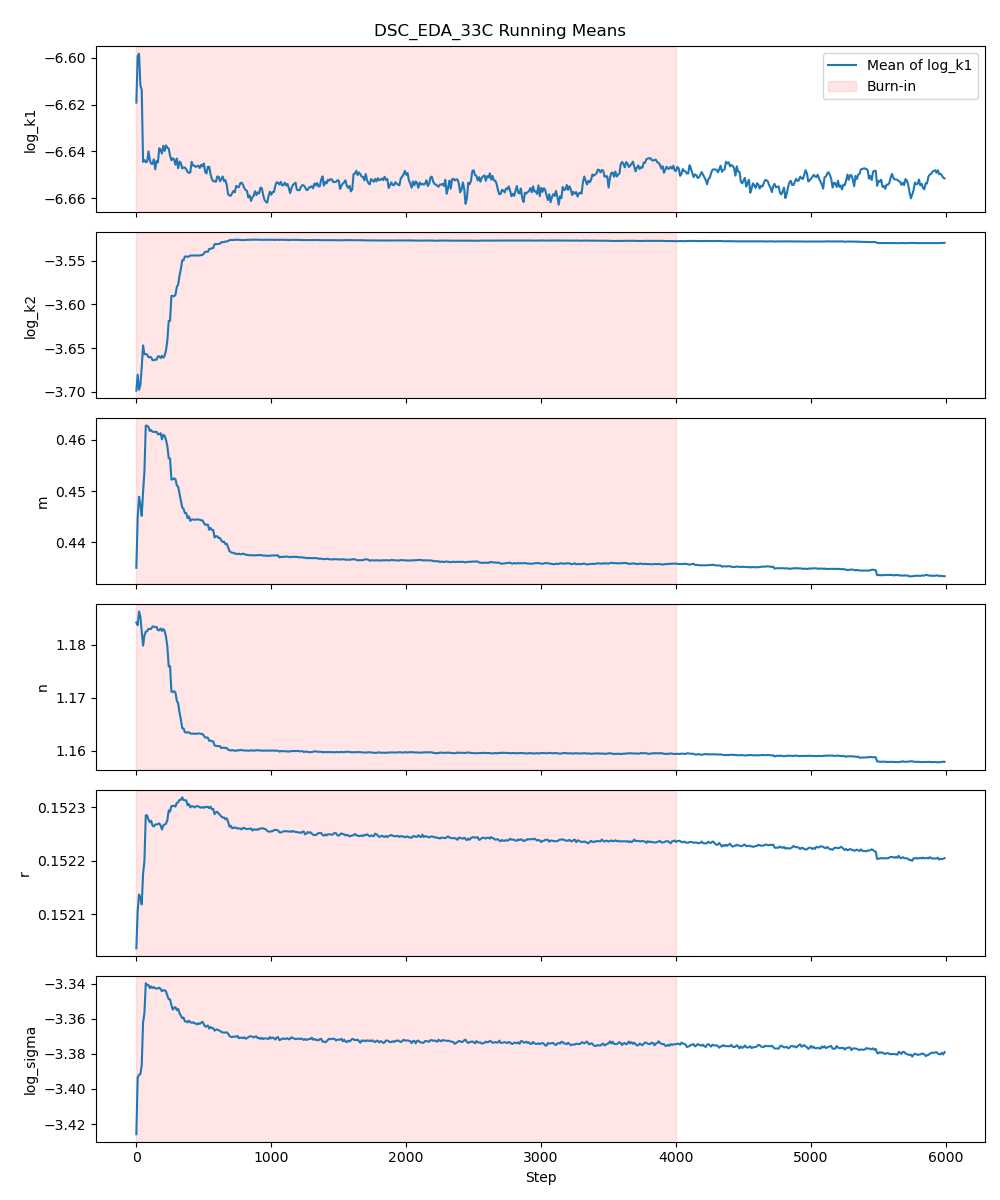 DSC_EDA_33C Running Means
−6.60
−6.62
−6.64
−6.66
log_k1
Mean of log_k1
Burn-in
−3.55
−3.60
−3.65
−3.70
log_k2
0.46
0.45
0.44
m
1.18
1.17
1.16
n
0.1523
0.1522
0.1521
r
−3.34
−3.36
−3.38
−3.40
−3.42
log_sigma
0 1000 2000 3000 4000 5000 6000
Step